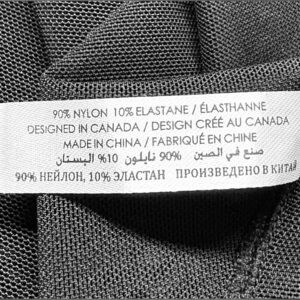 90% NYLON 10% ELASTANE / ÉLASTHANNE
DESIGNED IN CANADA / DESIGN CRÉÉ AU CANADA
MADE IN CHINA / FABRIQUÉ EN CHINE
صنع في الصين 90% نايلون 10% اليستان
90% НЕЙЛОН, 10% ЭЛАСТАН ПРОИЗВЕДЕНО В КИТАЕ